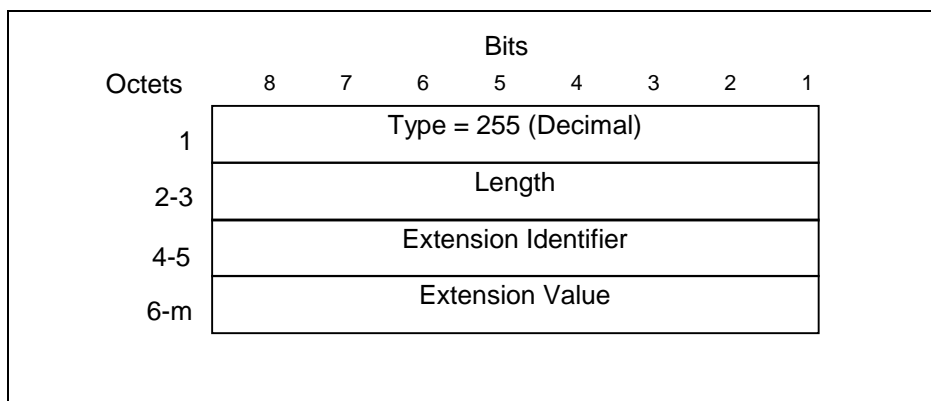 Bits
Octets 8 7 6 5 4 3 2 1
1 Type = 255 (Decimal)
2-3 Length
4-5 Extension Identifier
6-m Extension Value